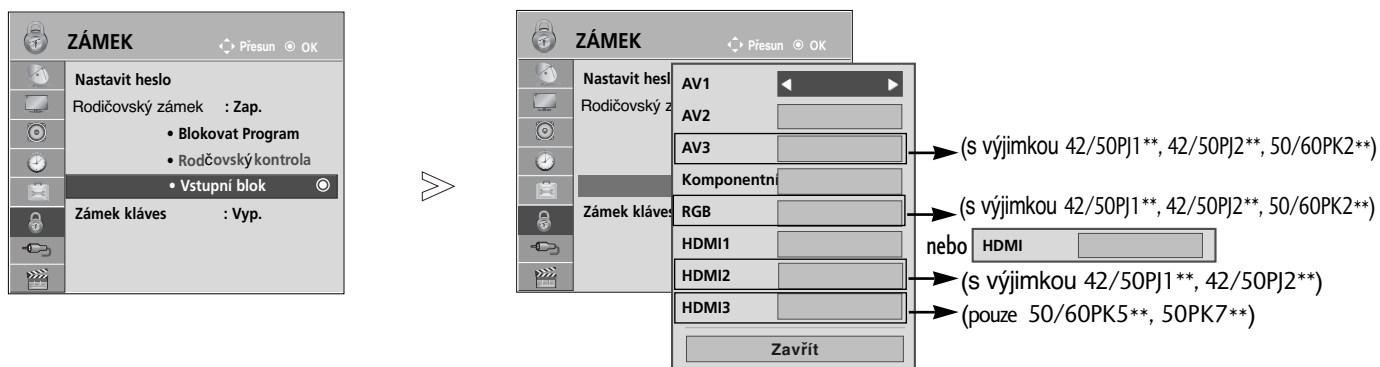 ZÁMEK
Přesun OK
Nastavit heslo
Rodičovský zámek : Zap.
• Blokovat Program
• Rodčovský kontrola
• Vstupní blok
Zámek kláves : Vyp.
ZÁMEK
Přesun OK
Nastavit hesl
Rodičovský z
Zámek kláves
AV1
AV2
AV3
Komponentní
RGB
HDMI1
HDMI2
HDMI3
Zavřít
(s výjimkou 42/50PJ1**, 42/50PJ2**, 50/60PK2**)
(s výjimkou 42/50PJ1**, 42/50PJ2**, 50/60PK2**)
nebo HDMI
(s výjimkou 42/50PJ1**, 42/50PJ2**)
(pouze 50/60PK5**, 50PK7**)